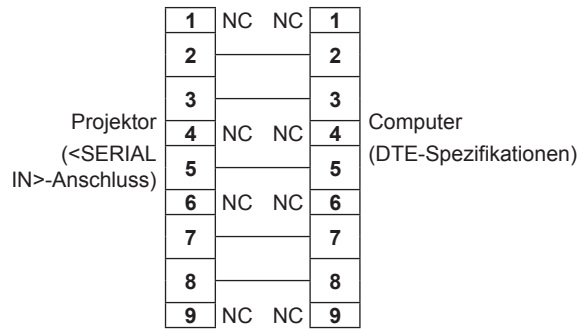 1 NC NC 1
2 2
3 3
Projektor
4 NC NC 4
Computer
(<SERIAL
(DTE-Spezifikationen)
5 5
IN>-Anschluss)
6 NC NC 6
7 7
8 8
9 NC NC 9